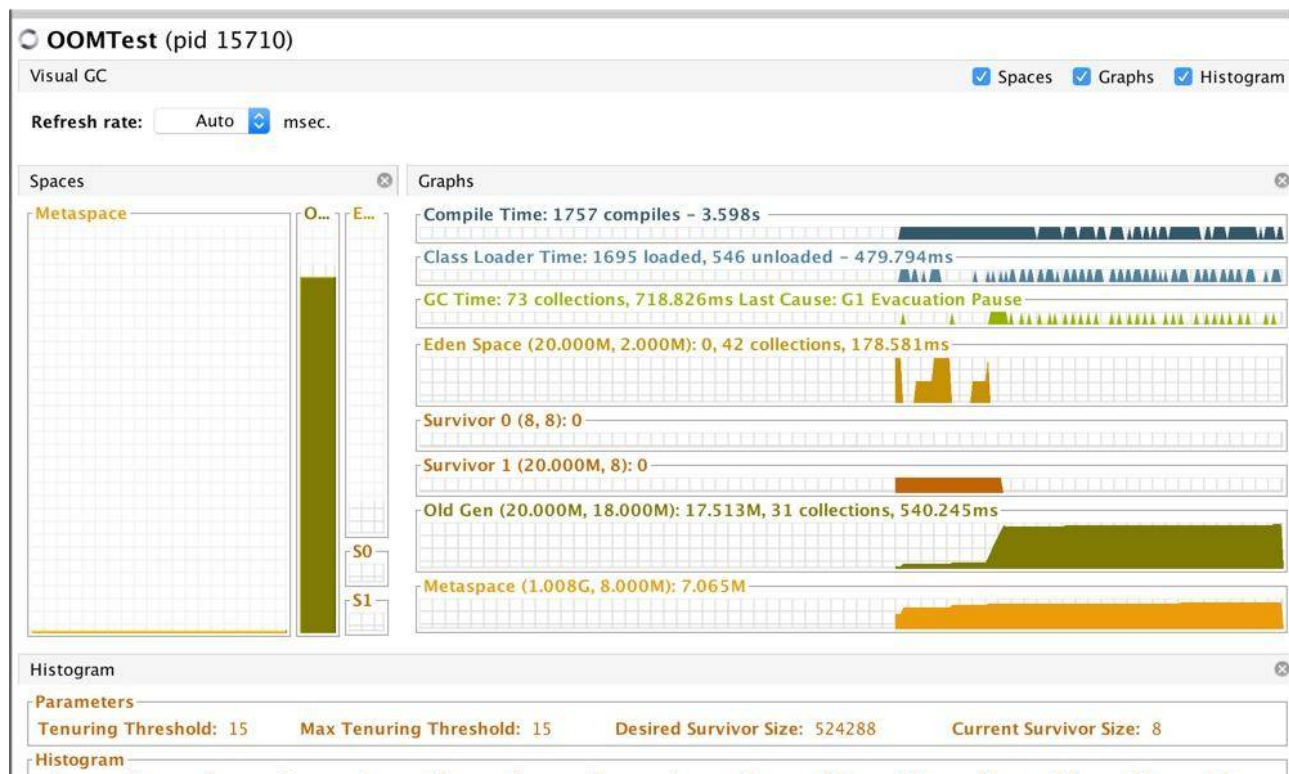 OOMTest (pid 15710)
Visual GC
Spaces Graphs Histogram
Refresh rate: Auto msec.
Spaces
Graphs
Metaspace
O...
E...
S0
S1
Compile Time: 1757 compiles - 3.598s
Class Loader Time: 1695 loaded, 546 unloaded - 479.794ms
GC Time: 73 collections, 718.826ms Last Cause: G1 Evacuation Pause
Eden Space (20.000M, 2.000M): 0, 42 collections, 178.581ms
Survivor 0 (8, 8): 0
Survivor 1 (20.000M, 8): 0
Old Gen (20.000M, 18.000M): 17.513M, 31 collections, 540.245ms
Metaspace (1.008G, 8.000M): 7.065M
Histogram
Parameters
Tenuring Threshold: 15 Max Tenuring Threshold: 15 Desired Survivor Size: 524288 Current Survivor Size: 8
Histogram